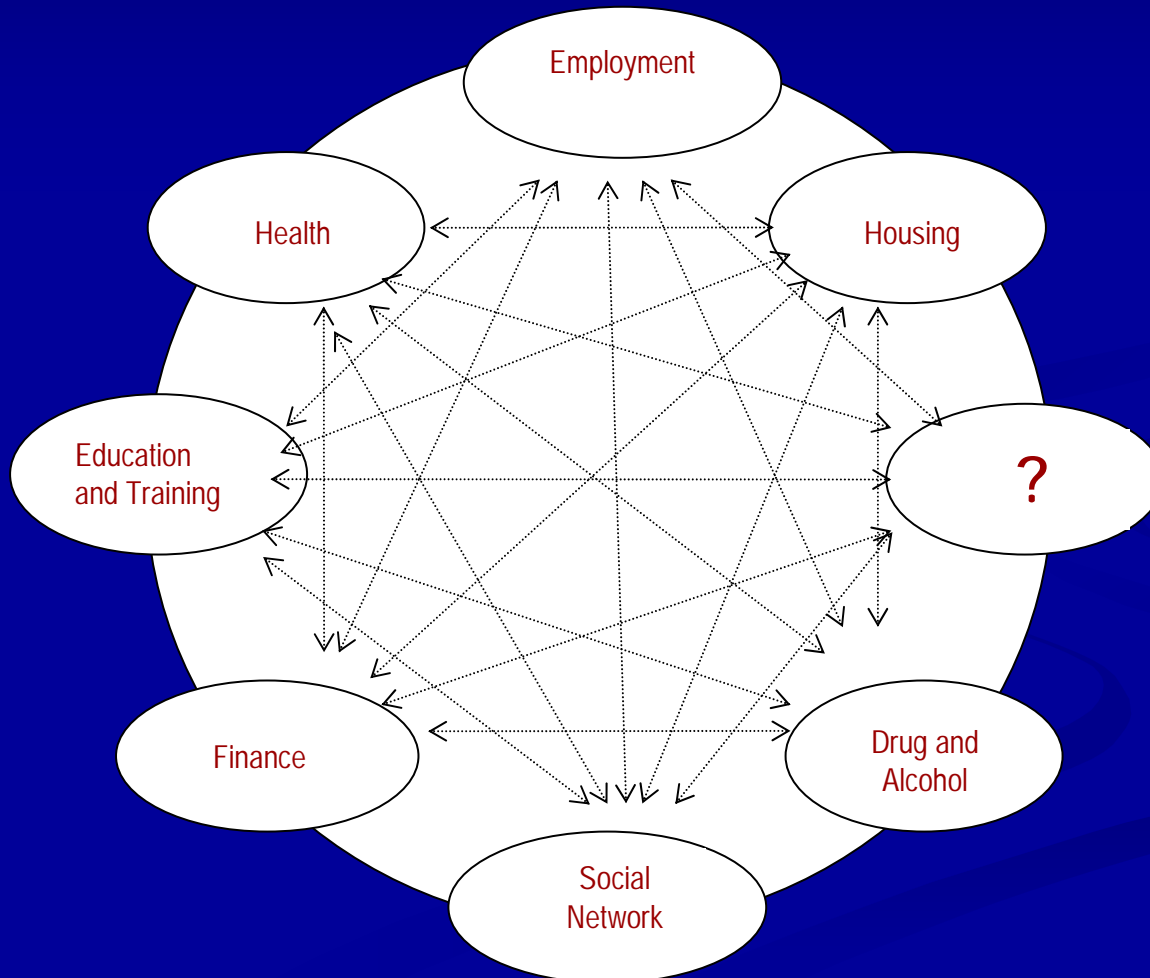 Employment
Health
Housing
Education
and Training
?
Finance
Drug and
Alcohol
Social
Network